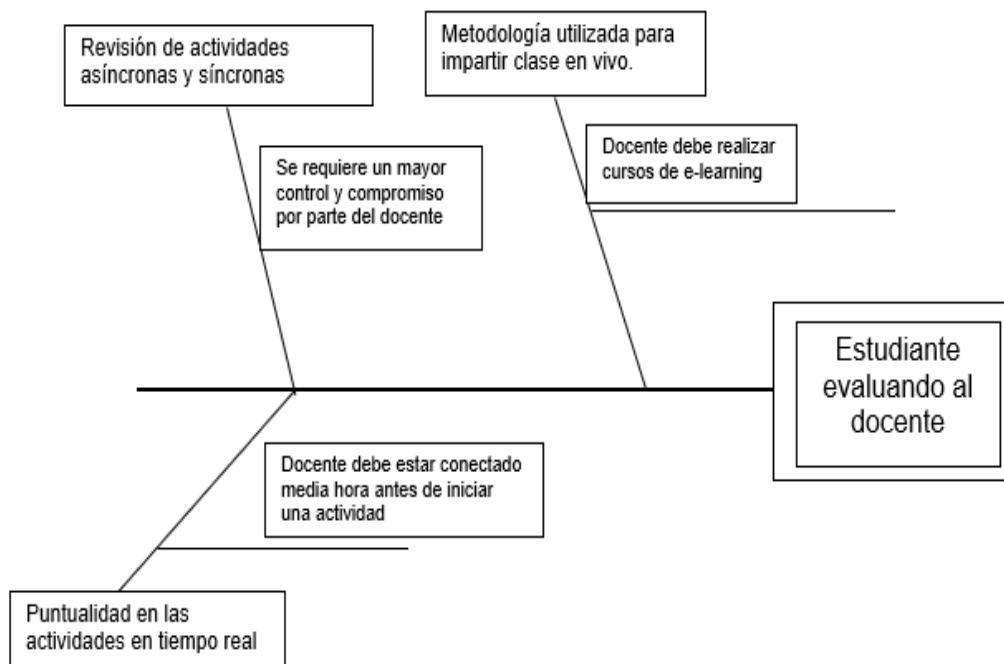 Revisión de actividades
asíncronas y síncronas
Metodología utilizada para
impartir clase en vivo.
Se requiere un mayor
control y compromiso
por parte del docente
Docente debe realizar
cursos de e-learning
Estudiante
evaluando al
docente
Docente debe estar conectado
media hora antes de iniciar
una actividad
Puntualidad en las
actividades en tiempo real